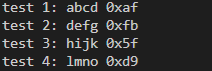 test 1: abcd 0xaf
test 2: defg 0xfb
test 3: hijk 0x5f
test 4: lmno 0xd9